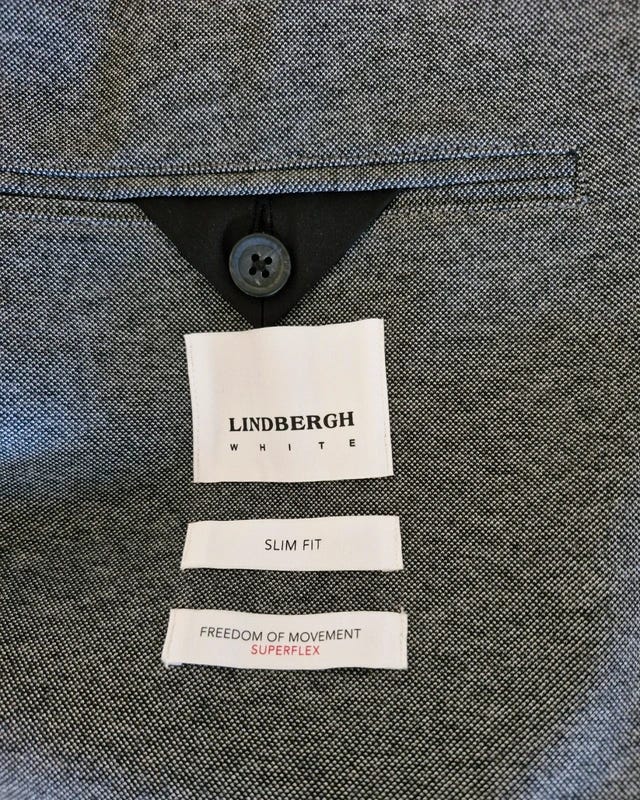 LINDBERGH
WHITE
SLIM FIT
FREEDOM OF MOVEMENT
SUPERFLEX